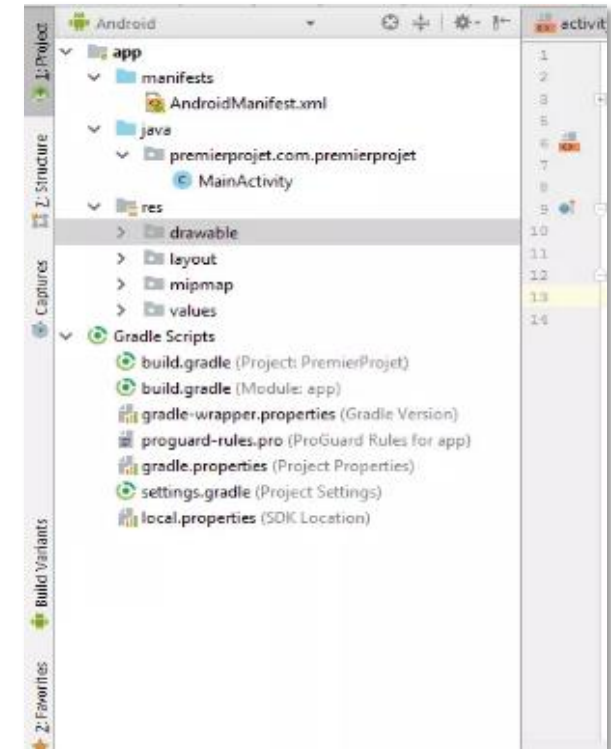 Android
activity
1: Project
Z: Structure
Captures
Build Variants
2: Favorites
app
manifests
AndroidManifest.xml
java
premierprojet.com.premierprojet
MainActivity
res
drawable
layout
mipmap
values
Gradle Scripts
build.gradle (Project: PremierProjet)
build.gradle (Module: app)
gradle-wrapper.properties (Gradle Version)
proguard-rules.pro (ProGuard Rules for app)
gradle.properties (Project Properties)
settings.gradle (Project Settings)
local.properties (SDK Location)
1
2
3
5
6
7
8
9
10
11
12
13
14